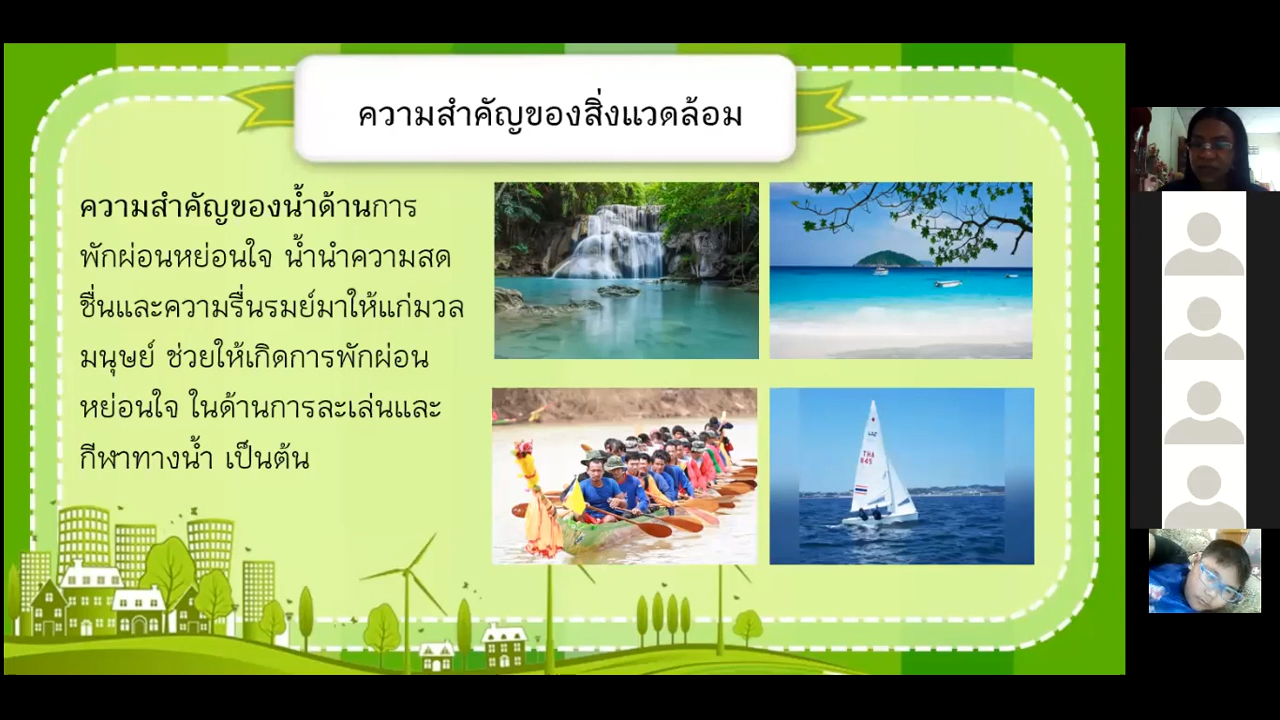 ความสำคัญของสิ่งแวดล้อม
ความสำคัญของน้ำด้านการ
พักผ่อนหย่อนใจ น้ำนำความสด
ชื่นและความรื่นรมย์มาให้แก่มวล
มนุษย์ ช่วยให้เกิดการพักผ่อน
หย่อนใจ ในด้านการละเล่นและ
กีฬาทางน้ำ เป็นต้น
THA